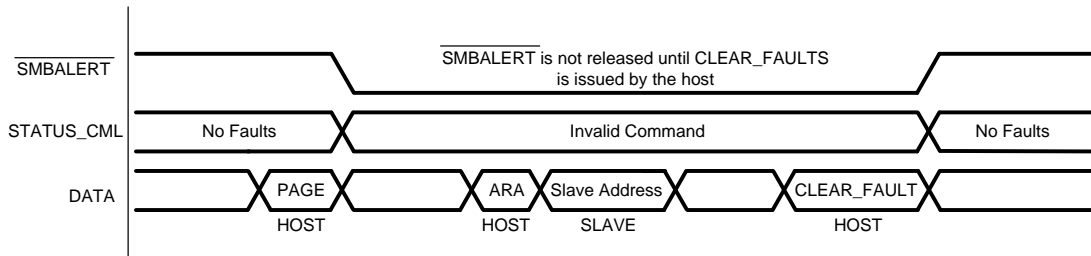 SMBALERT
SMBALERT is not released until CLEAR_FAULTS
is issued by the host
STATUS_CML
No Faults
Invalid Command
No Faults
DATA
PAGE
ARA
Slave Address
CLEAR_FAULT
HOST
HOST
SLAVE
HOST